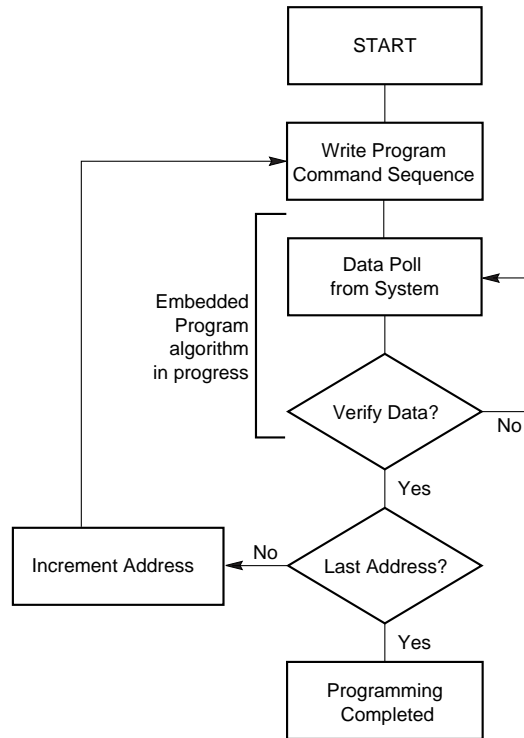 START
Write Program
Command Sequence
Data Poll
from System
Embedded
Program
algorithm
in progress
Verify Data?
No
Yes
Increment Address
No
Last Address?
Yes
Programming
Completed